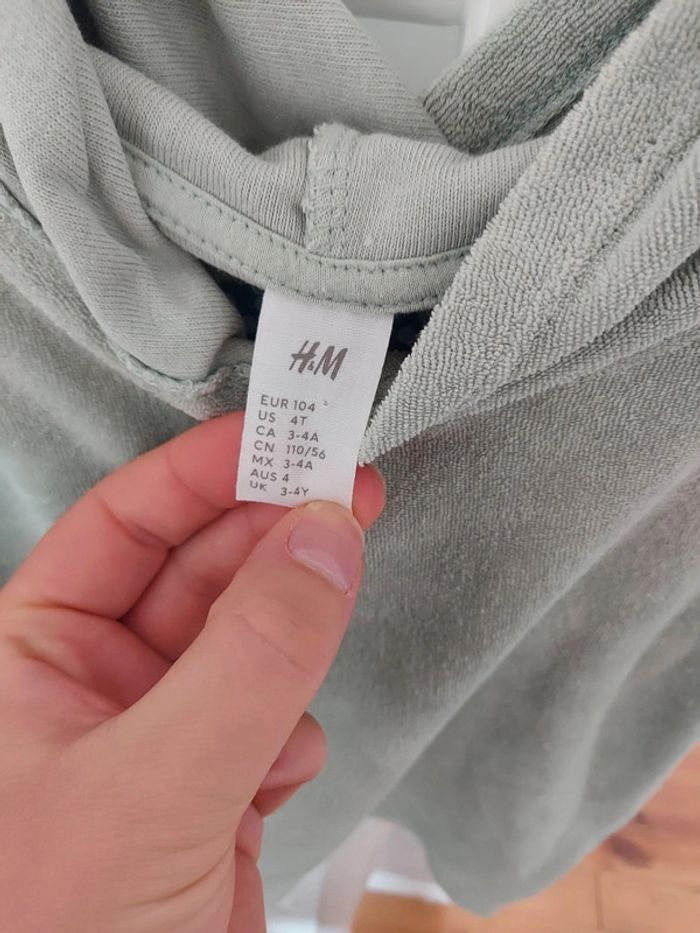 H&M
EUR 104
US 4T
CA 3-4A
CN 110/56
MX 3-4A
AUS 4
UK 3-4Y